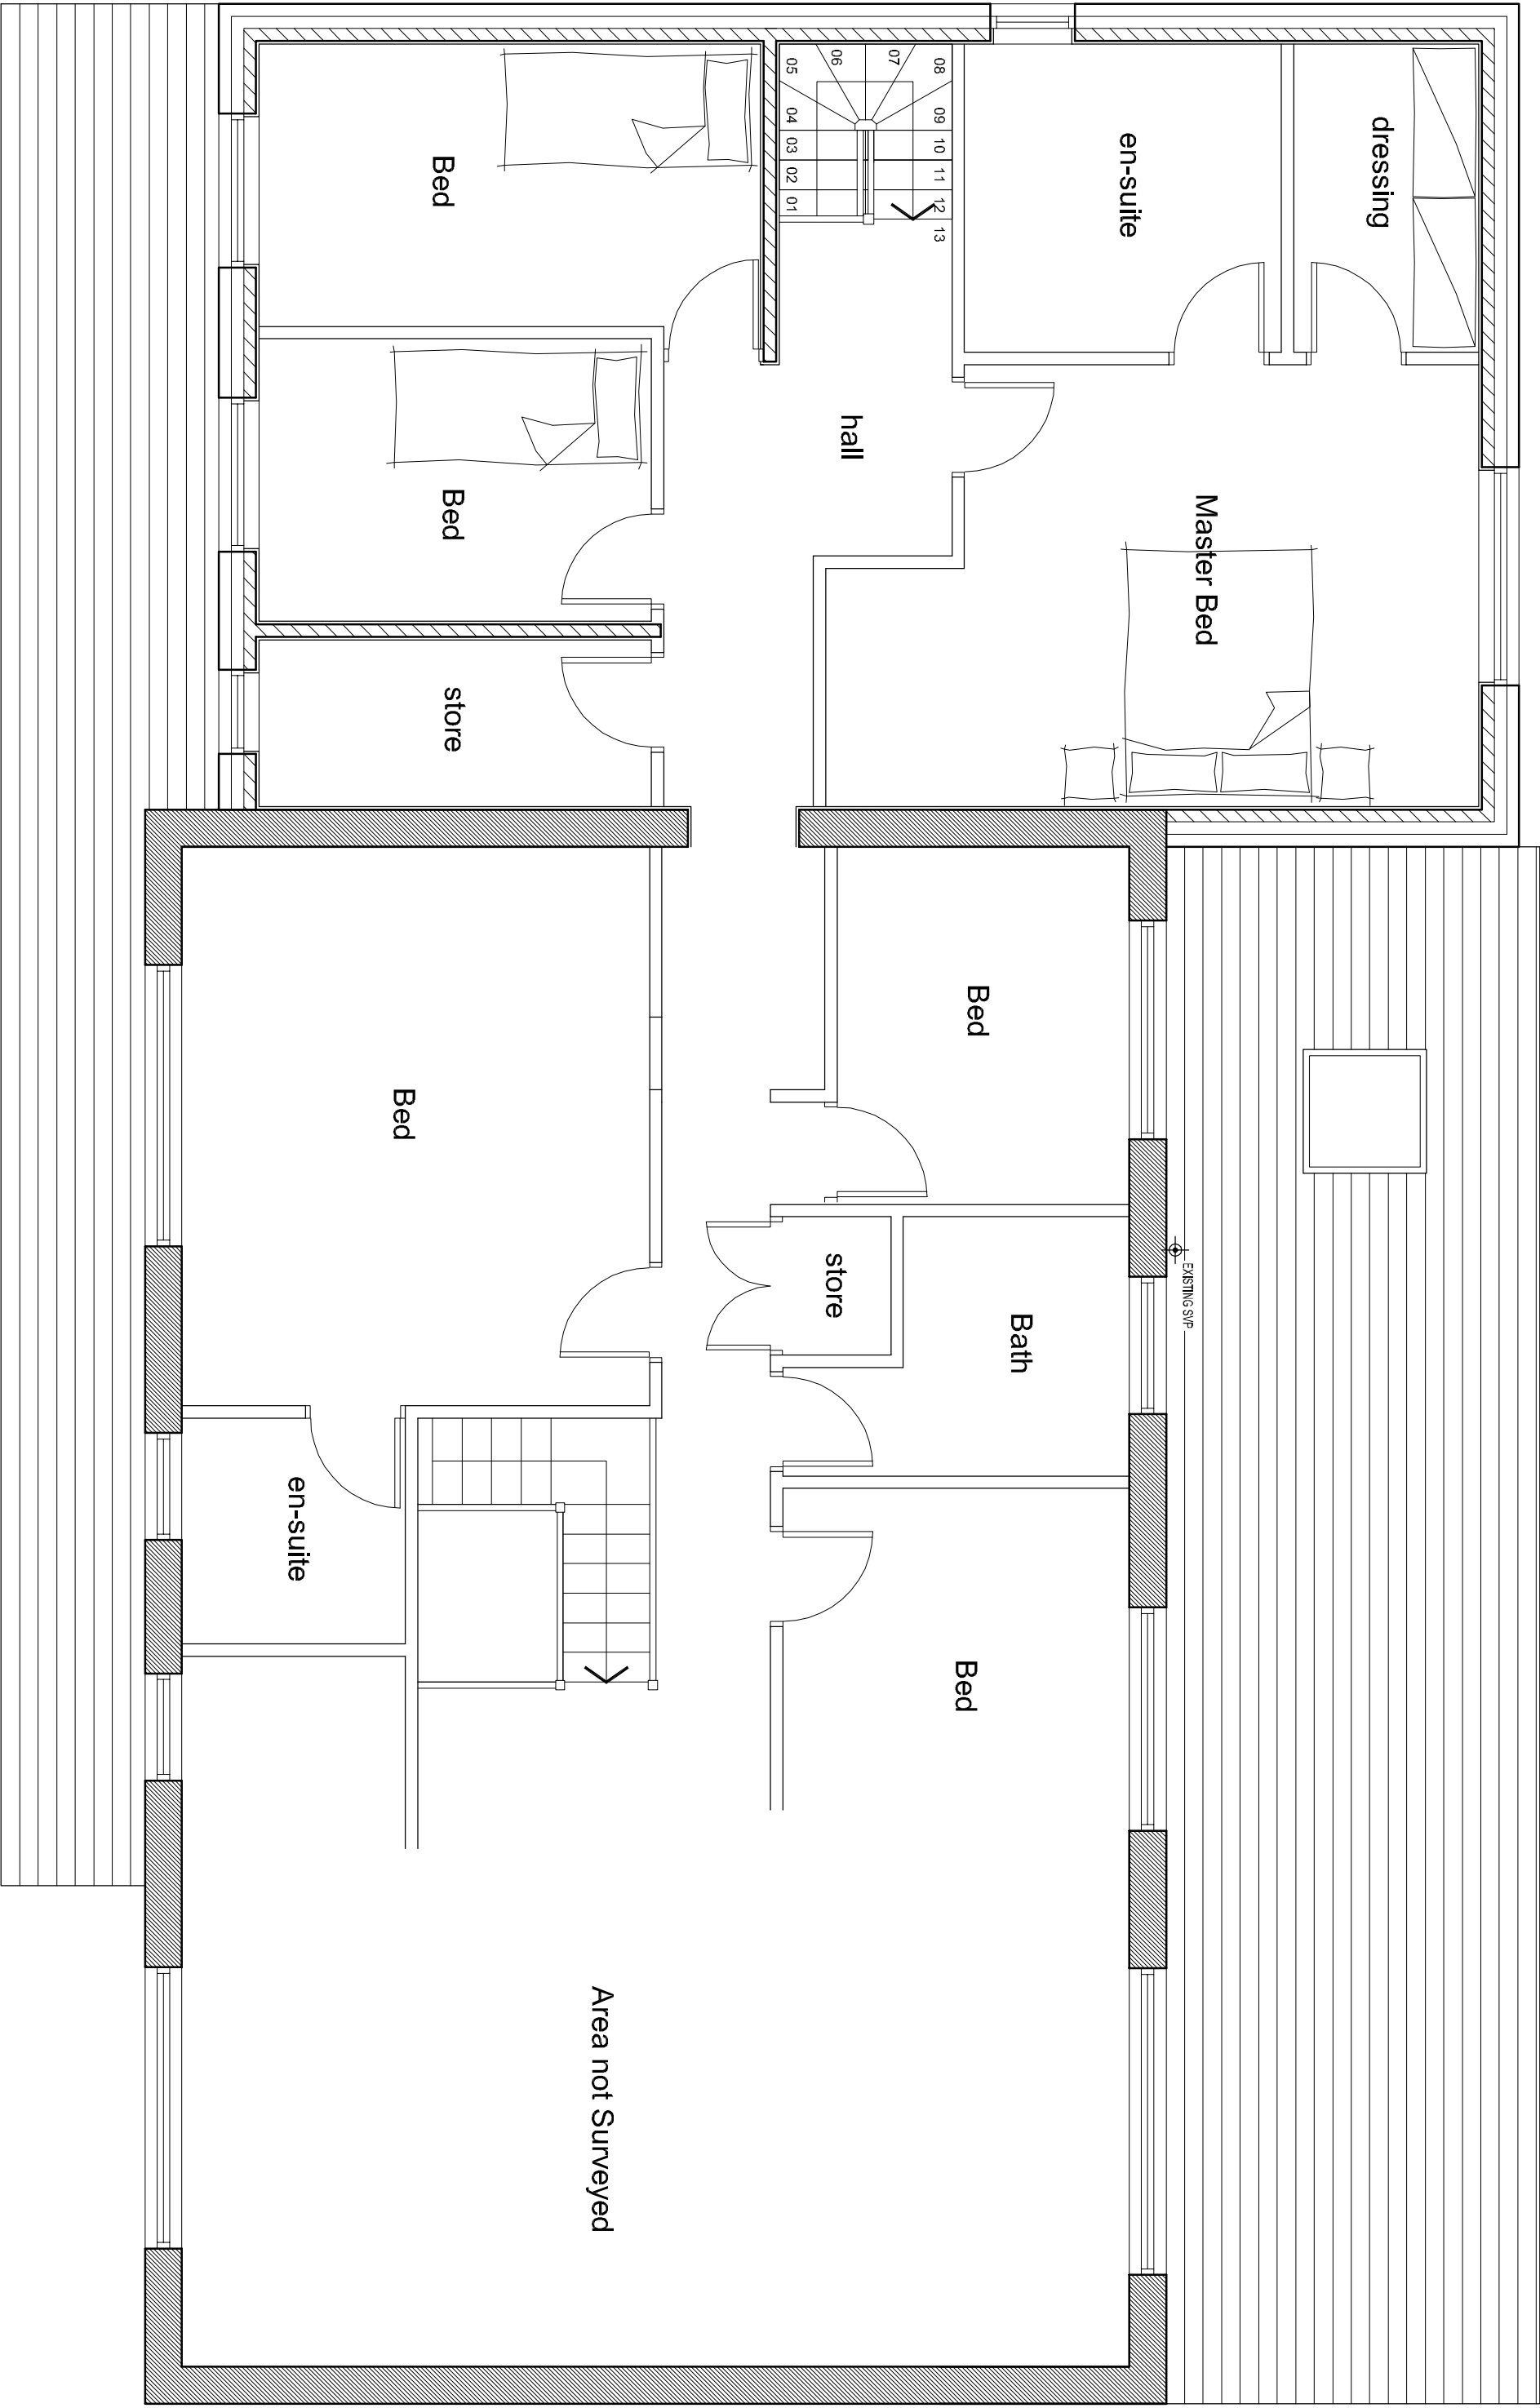 dressing
en-suite
Master Bed
hall
08
09
10
11
12
13
07
06
05
04
03
02
01
Bed
Bed
store
Bed
store
Bath
Bed
EXISTING SVP
Bed
en-suite
Area not Surveyed